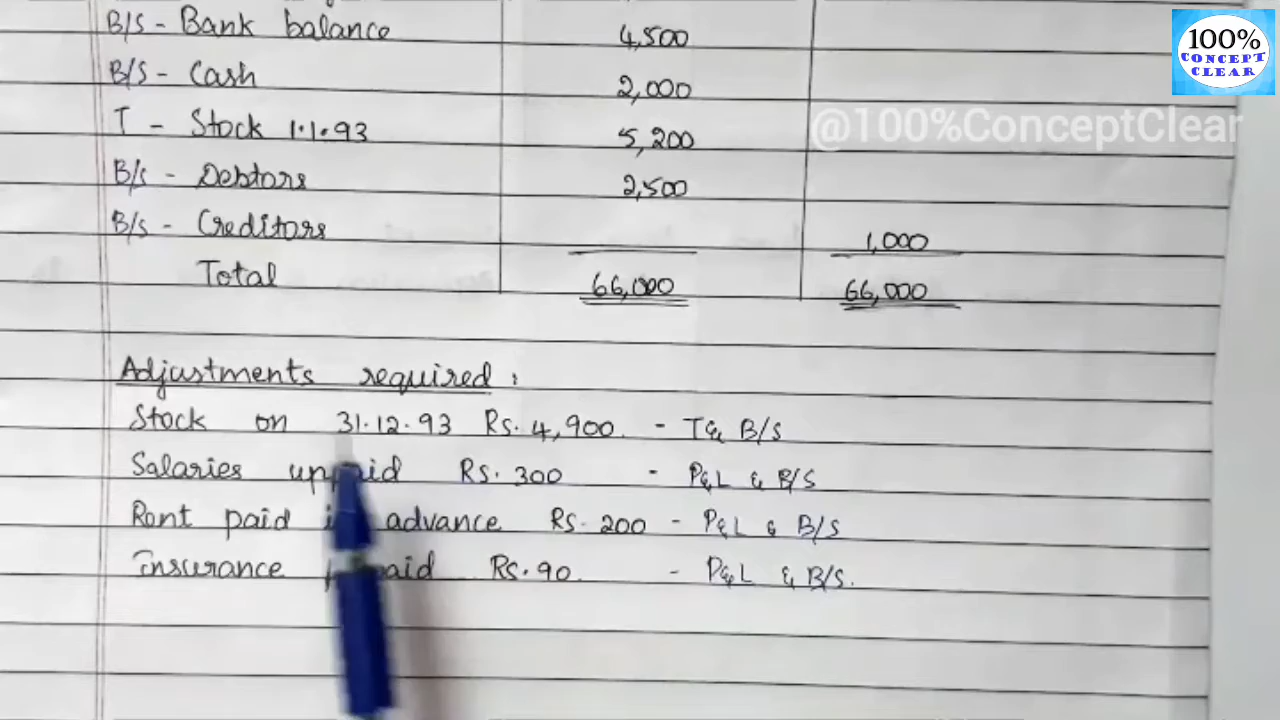 B/S - Bank balance 4,500
100%
CONCEPT
CLEAR
B/S - Cash 2,000
@100%ConceptClear
T - Stock 1.1.93 5,200
B/S - Debtors 2,500
B/S - Creditors 1,000
Total 66,000 66,000
Adjustments required :
Stock on 31.12.93 Rs. 4,900. - T & B/S
Salaries unpaid Rs. 300 - P&L & B/S
Rent paid in advance Rs. 200 - P&L & B/S
Insurance prepaid Rs. 90. - P&L & B/S.